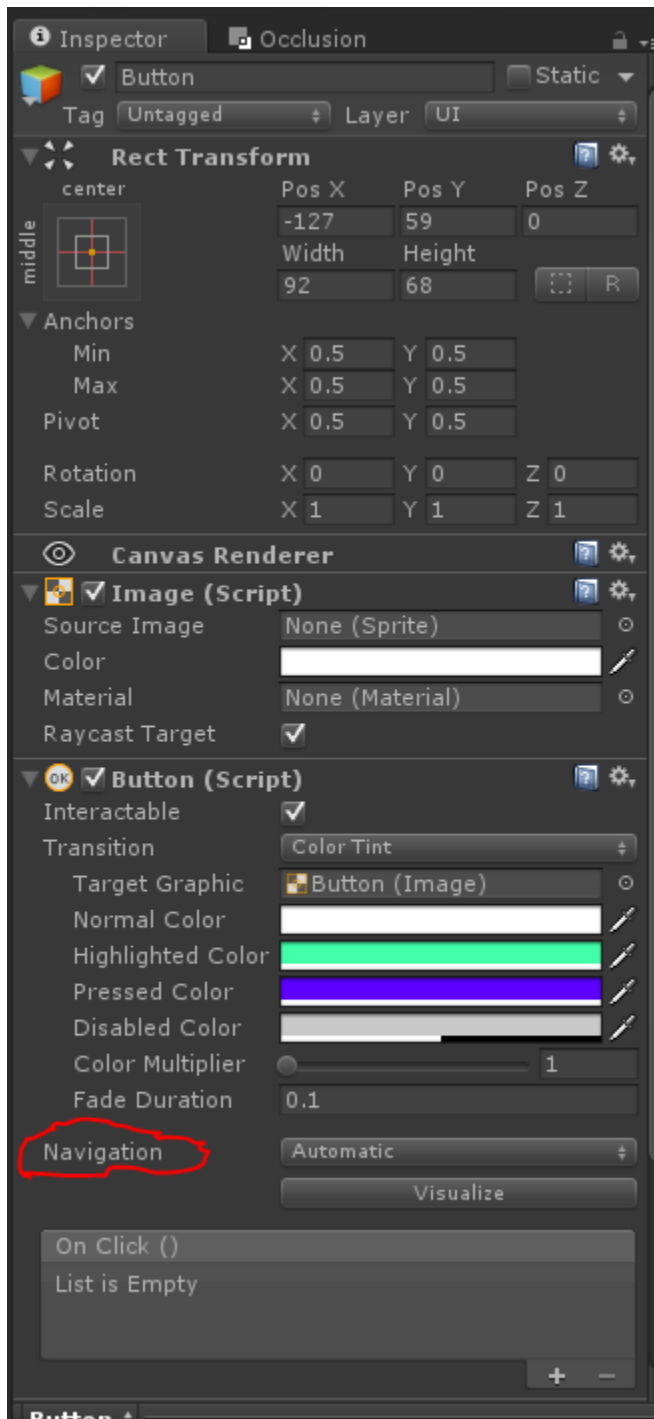 Inspector Occlusion
Button Static
Tag Untagged Layer UI
Rect Transform
center Pos X Pos Y Pos Z
-127 59 0
middle
Width Height
92 68 R
Anchors
Min X 0.5 Y 0.5
Max X 0.5 Y 0.5
Pivot X 0.5 Y 0.5
Rotation X 0 Y 0 Z 0
Scale X 1 Y 1 Z 1
Canvas Renderer
Image (Script)
Source Image None (Sprite)
Color
Material None (Material)
Raycast Target
OK Button (Script)
Interactable
Transition Color Tint
Target Graphic Button (Image)
Normal Color
Highlighted Color
Pressed Color
Disabled Color
Color Multiplier 1
Fade Duration 0.1
Navigation Automatic
Visualize
On Click ()
List is Empty
+ −
Button